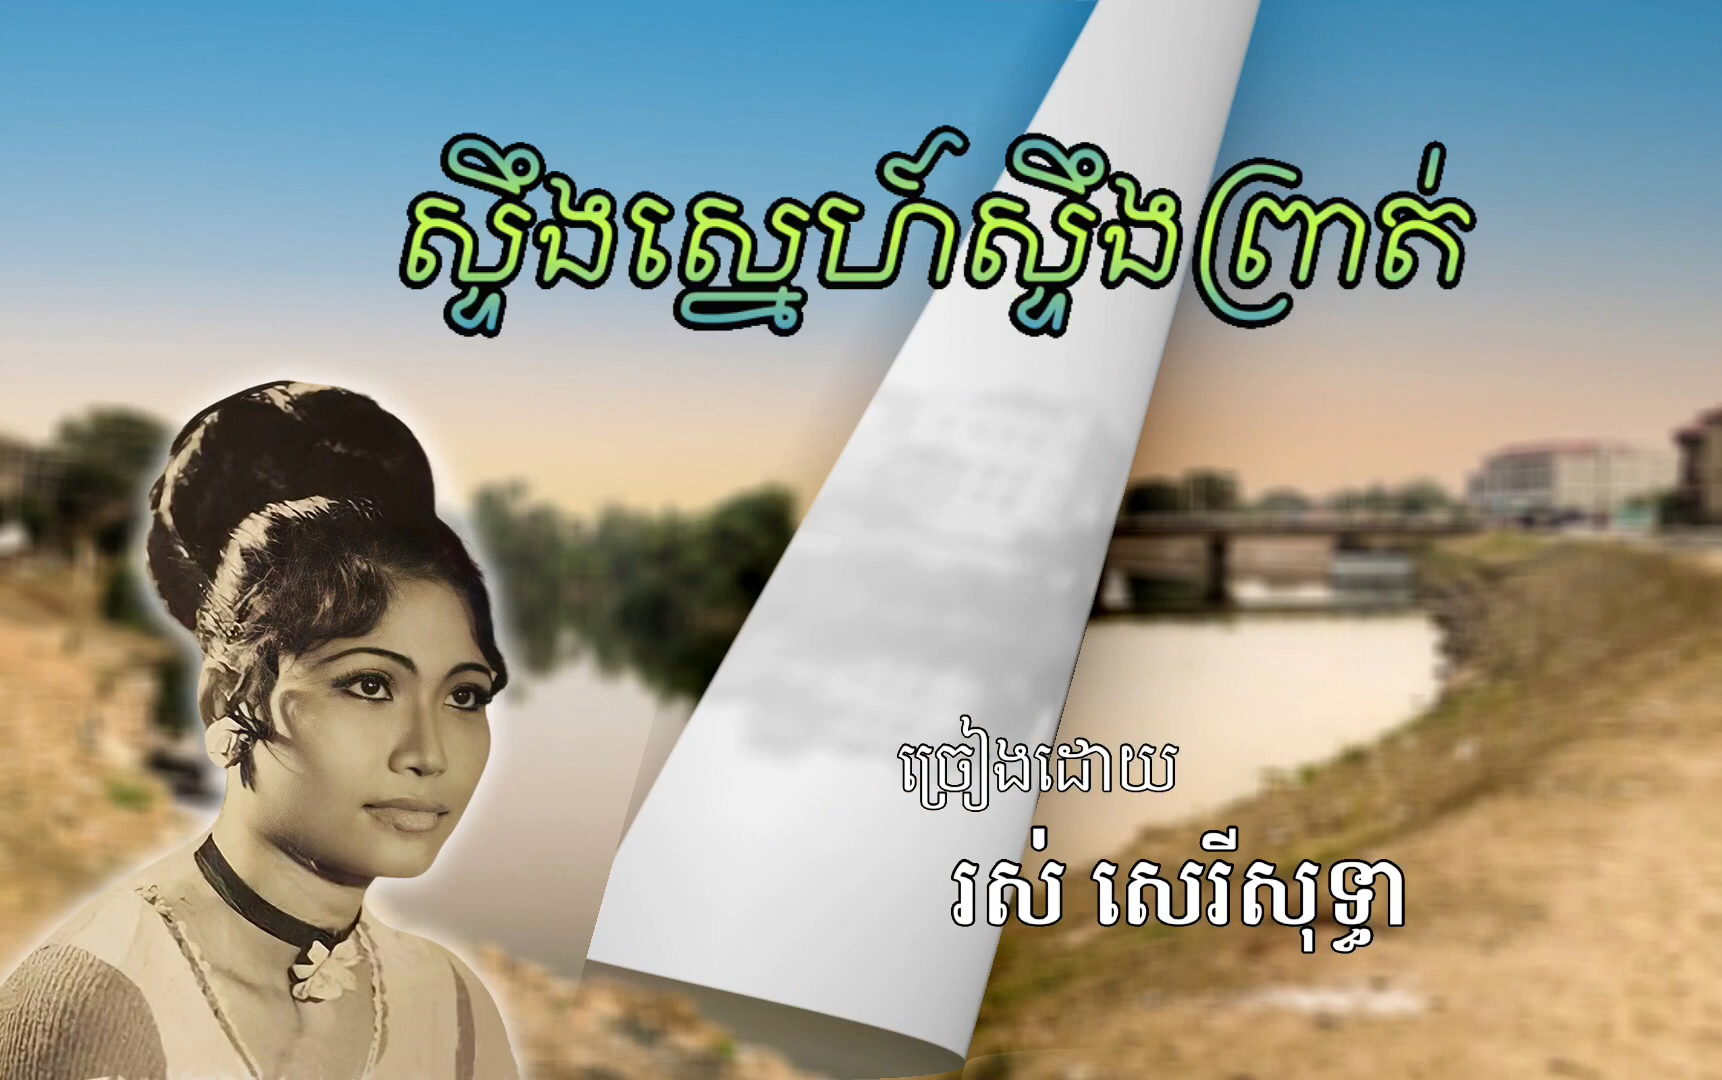 ស្ទឹងស្នេហ៍ស្ទឹងព្រាត់
ច្រៀងដោយ
រស់ សេរីសុទ្ធា